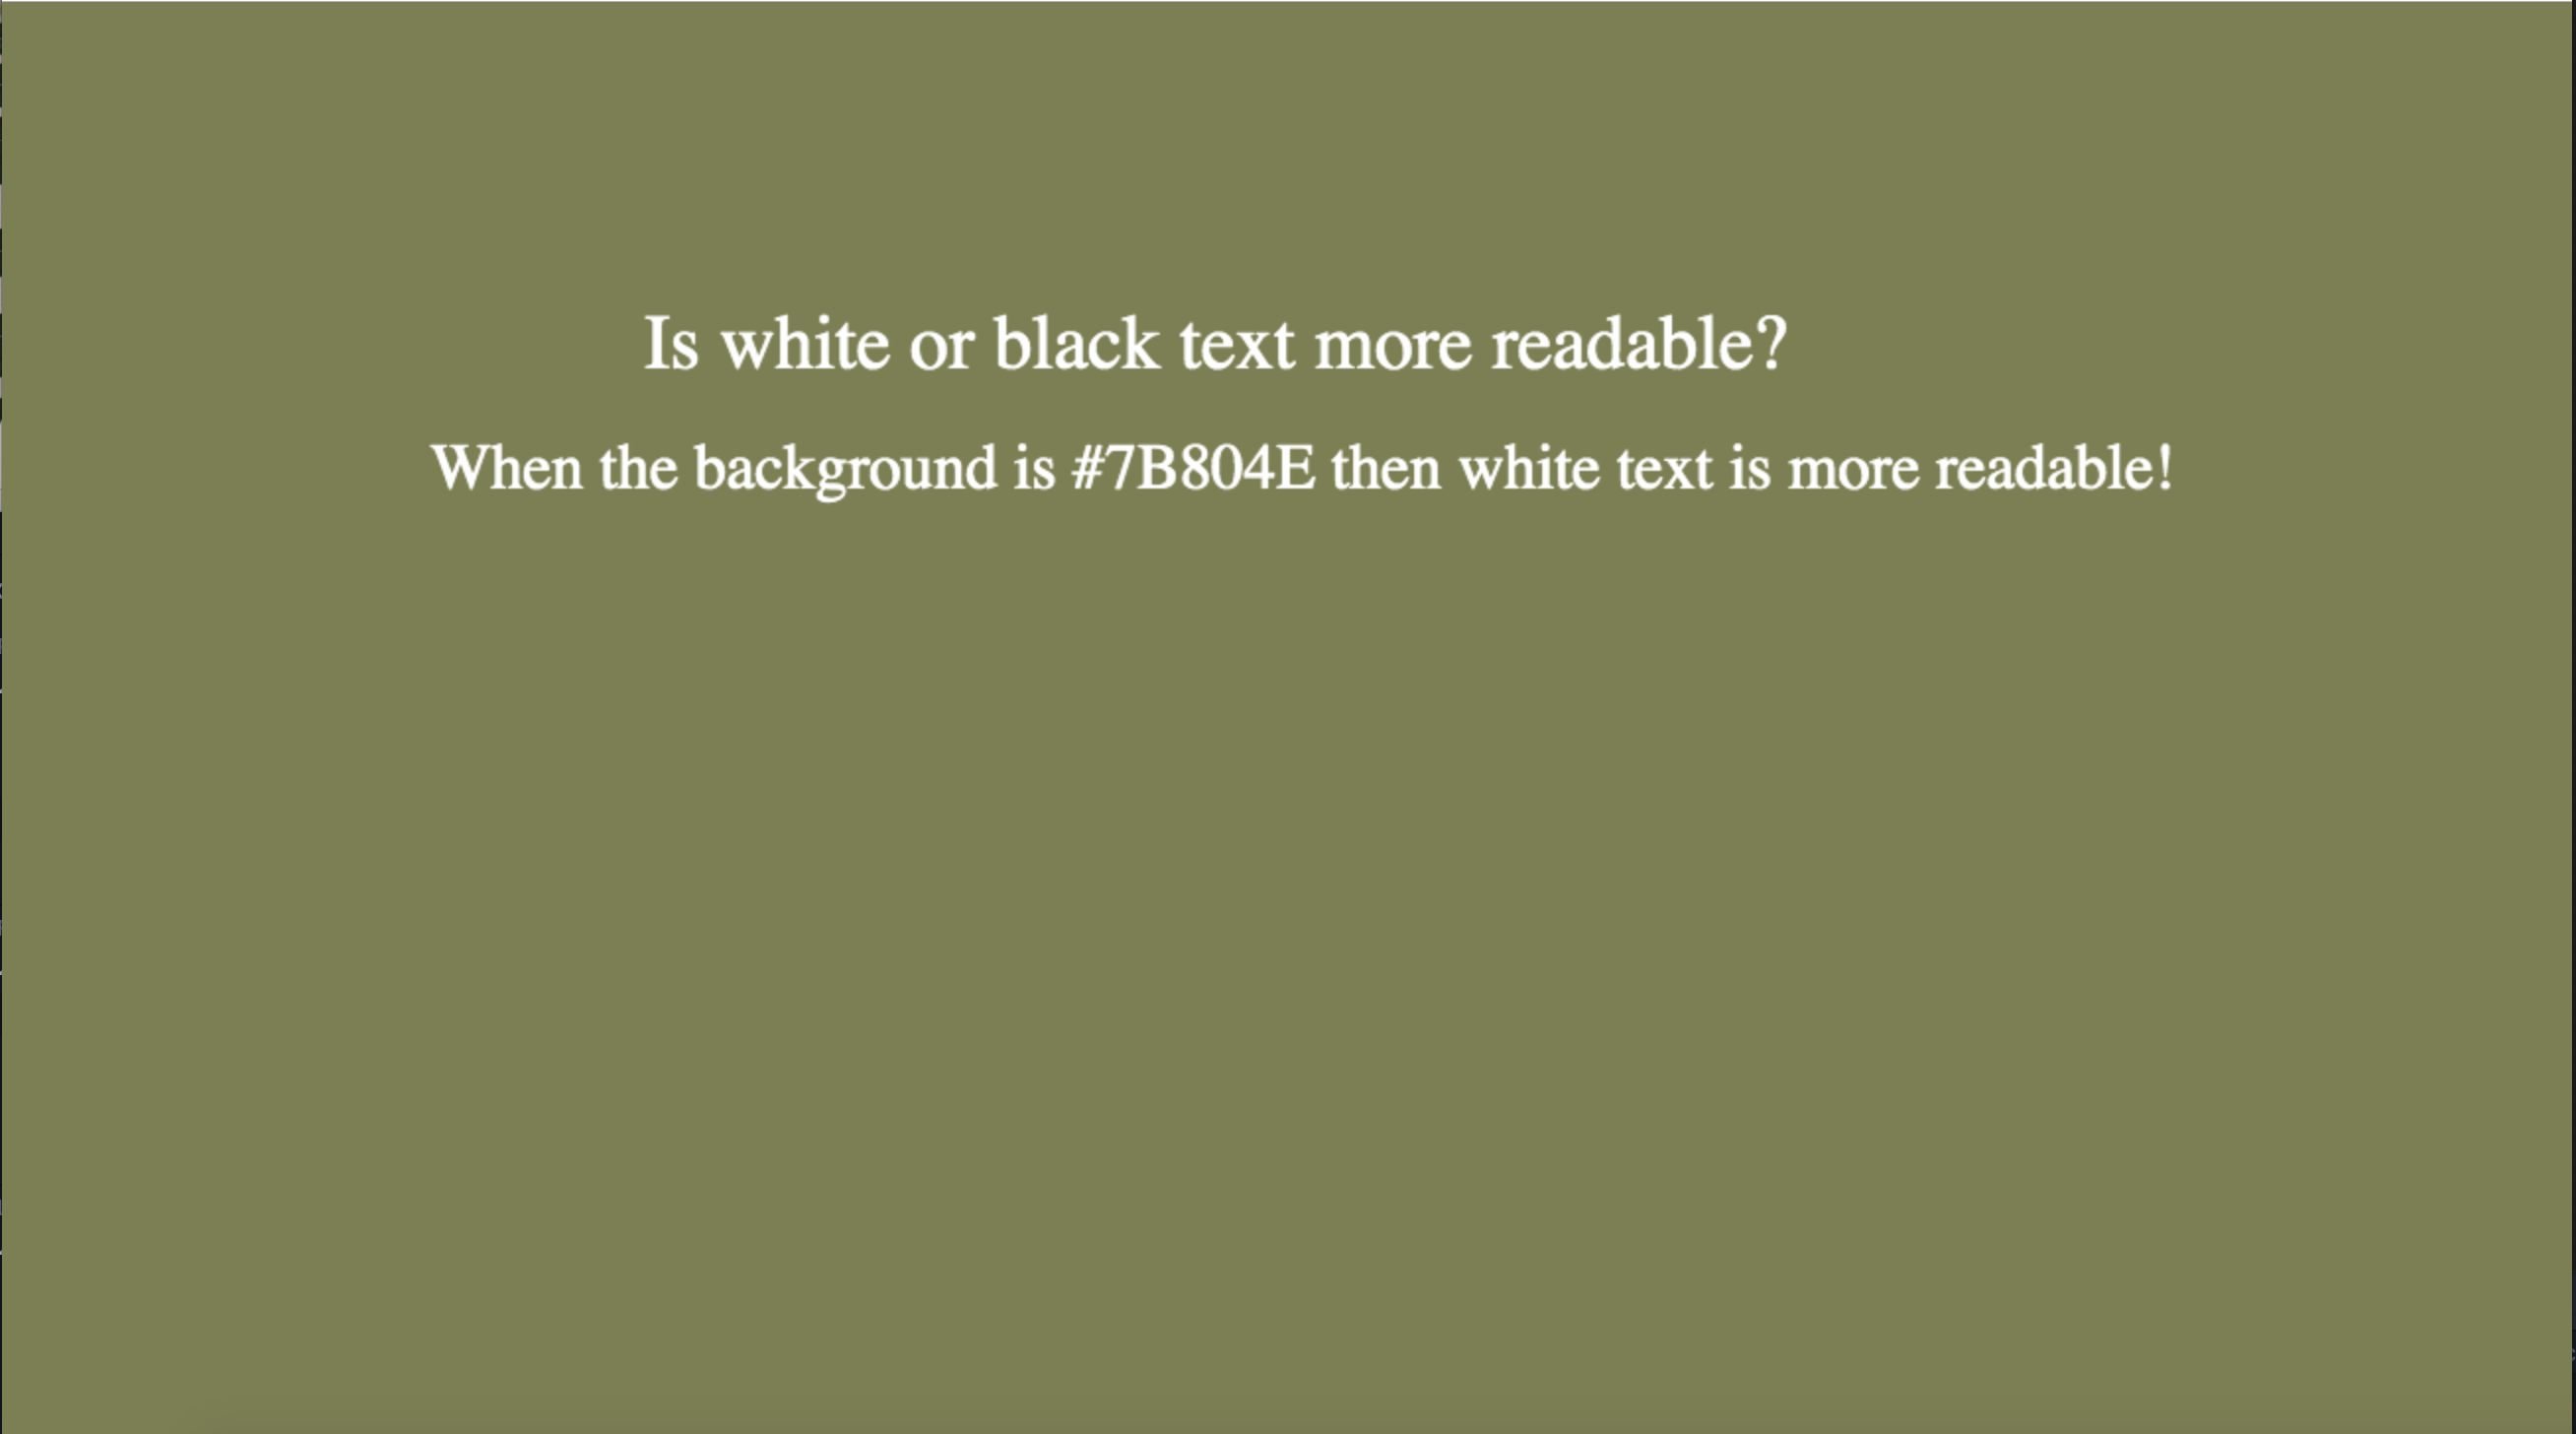 Is white or black text more readable?
When the background is #7B804E then white text is more readable!